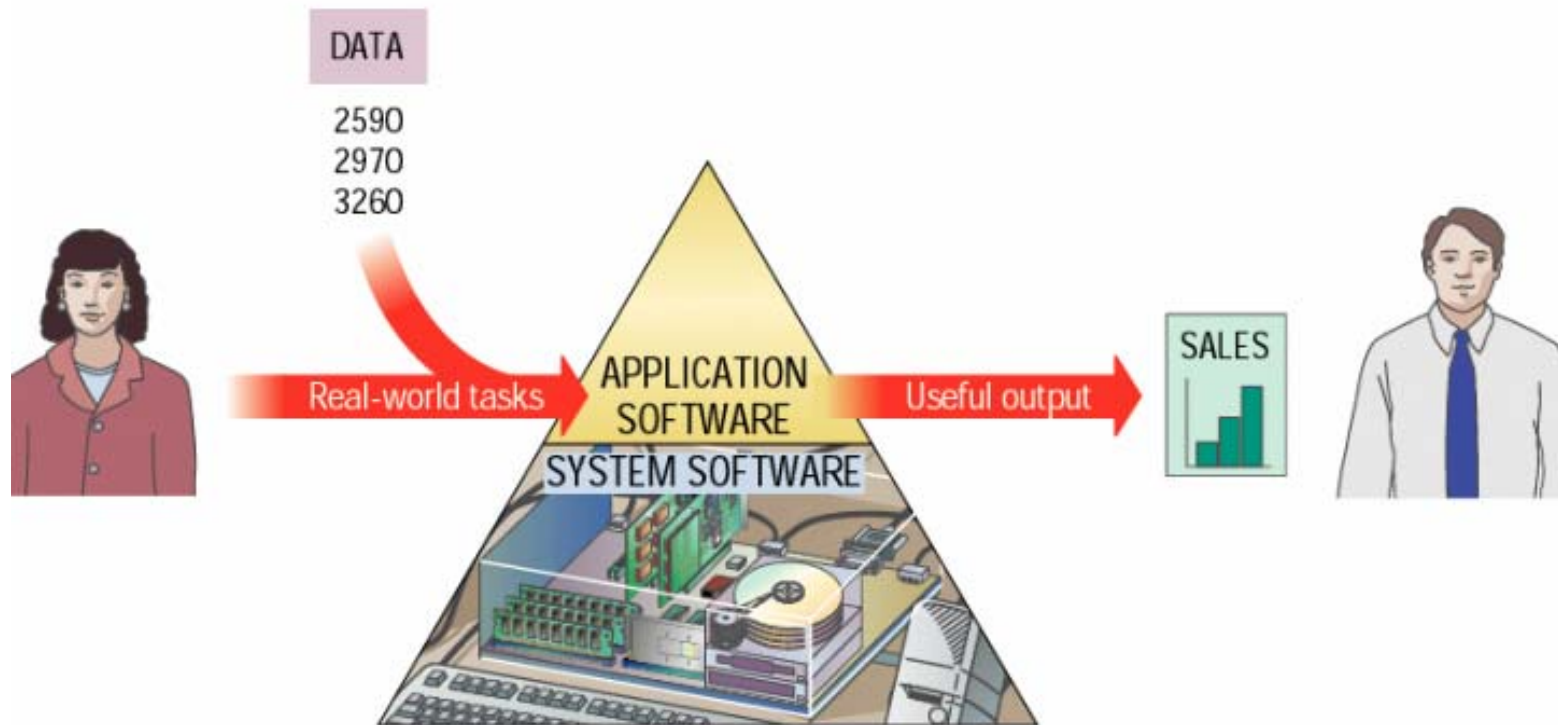 DATA
2590
2970
3260
Real-world tasks
APPLICATION
SOFTWARE
SYSTEM SOFTWARE
Useful output
SALES